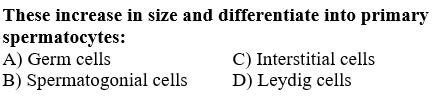 These increase in size and differentiate into primary
spermatocytes:
A) Germ cells C) Interstitial cells
B) Spermatogonial cells D) Leydig cells